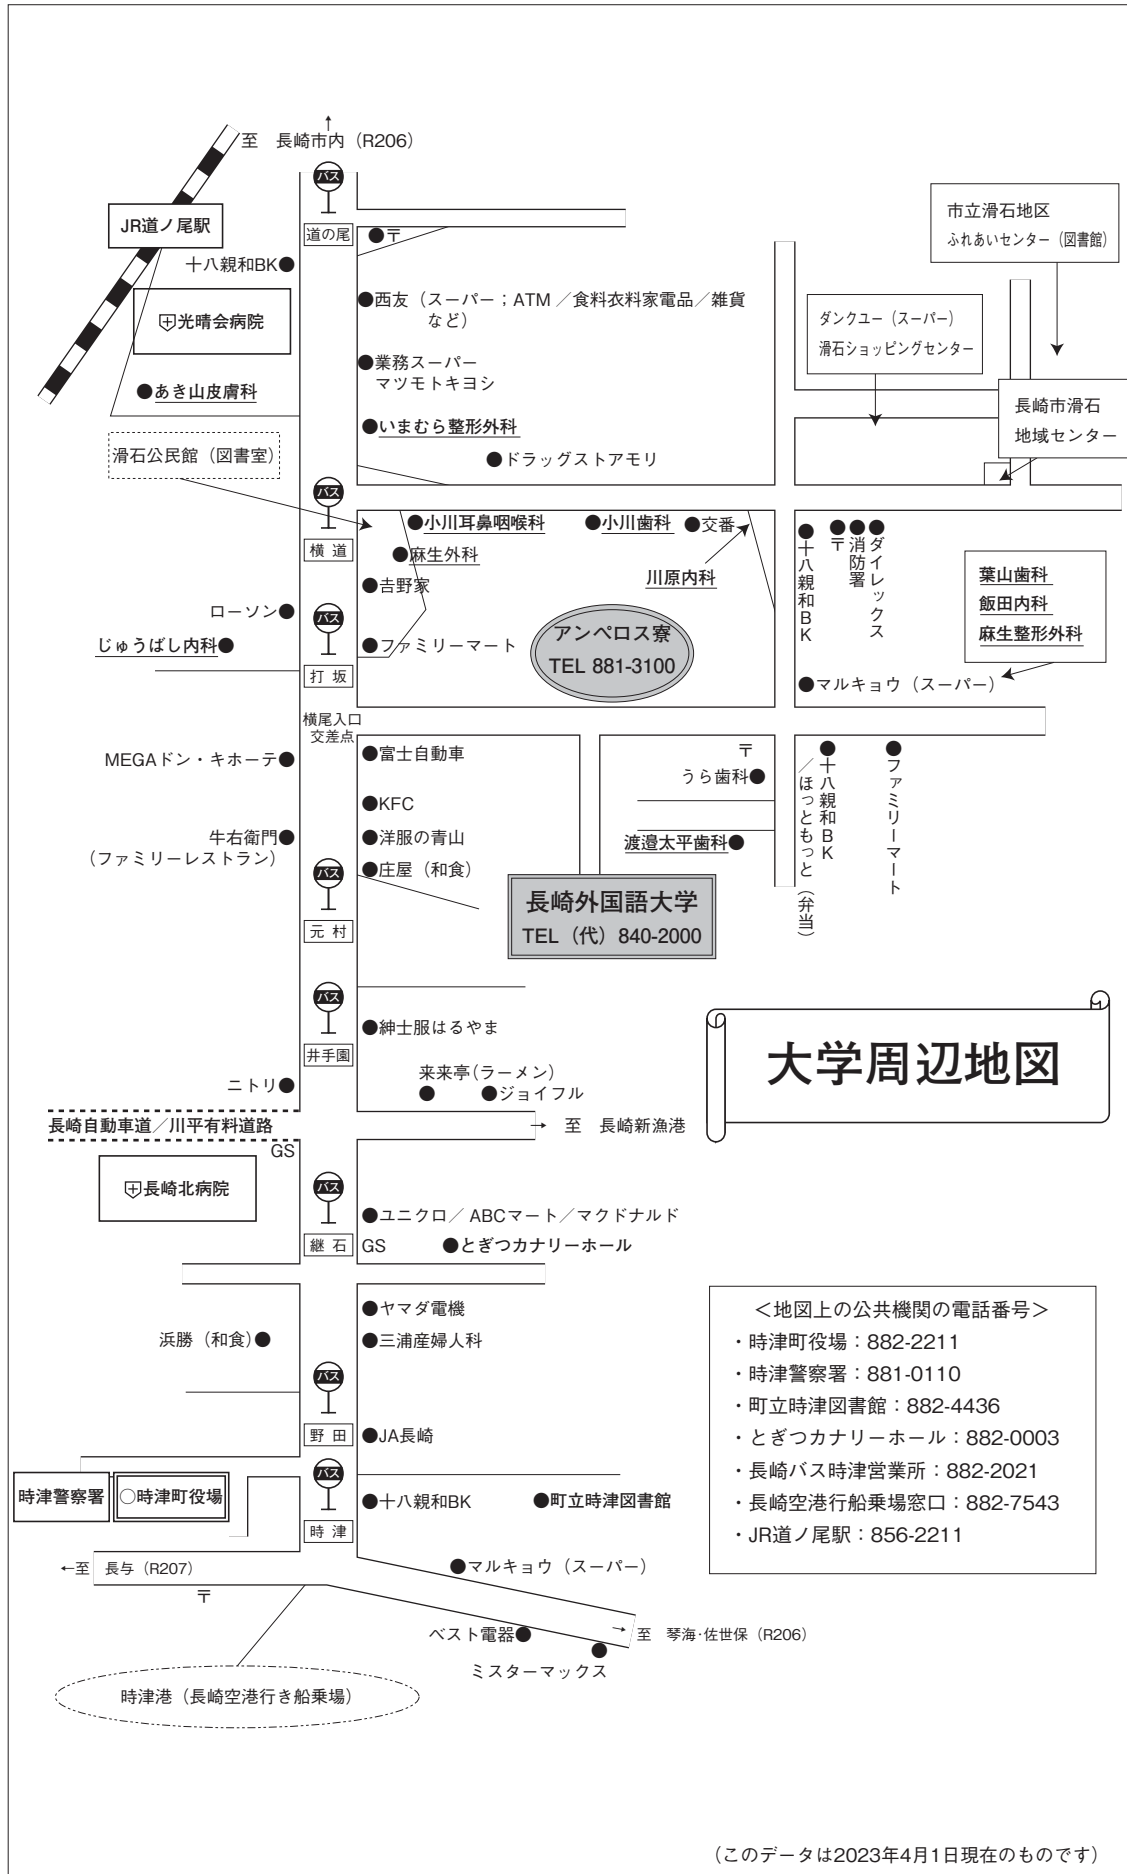 ↑
至 長崎市内（R206）
バス
道の尾
JR道ノ尾駅
●〒
十八親和BK●
光晴会病院
●西友（スーパー；ATM／食料衣料家電品／雑貨
など）
●業務スーパー
マツモトキヨシ
●あき山皮膚科
●いまむら整形外科
滑石公民館（図書室）
●ドラッグストアモリ
市立滑石地区
ふれあいセンター（図書館）
ダンクユー（スーパー）
滑石ショッピングセンター
長崎市滑石
地域センター
バス
横道
●小川耳鼻咽喉科
●小川歯科
●交番
●麻生外科
川原内科
●吉野家
●十八親和BK
●〒
●消防署
●ダイレックス
葉山歯科
飯田内科
麻生整形外科
ローソン●
バス
じゅうばし内科●
●ファミリーマート
打坂
アンペロス寮
TEL 881-3100
●マルキョウ（スーパー）
横尾入口
交差点
MEGAドン・キホーテ●
●富士自動車
〒
うら歯科●
●十八親和BK
／ほっともっと（弁当）
●ファミリーマート
●KFC
牛右衛門●
（ファミリーレストラン）
●洋服の青山
渡邉太平歯科●
●庄屋（和食）
バス
元村
長崎外国語大学
TEL（代）840-2000
バス
井手園
●紳士服はるやま
大学周辺地図
来来亭(ラーメン)
●
●ジョイフル
ニトリ●
長崎自動車道／川平有料道路
→ 至 長崎新漁港
GS
長崎北病院
バス
継石
●ユニクロ／ABCマート／マクドナルド
GS
●とぎつカナリーホール
●ヤマダ電機
浜勝（和食）●
●三浦産婦人科
バス
野田
●JA長崎
時津警察署
○時津町役場
バス
時津
●十八親和BK
●町立時津図書館
＜地図上の公共機関の電話番号＞
・時津町役場：882-2211
・時津警察署：881-0110
・町立時津図書館：882-4436
・とぎつカナリーホール：882-0003
・長崎バス時津営業所：882-2021
・長崎空港行船乗場窓口：882-7543
・JR道ノ尾駅：856-2211
←至 長与（R207）
〒
●マルキョウ（スーパー）
→至 琴海･佐世保（R206）
ベスト電器●
●
ミスターマックス
時津港（長崎空港行き船乗場）
（このデータは2023年4月1日現在のものです）